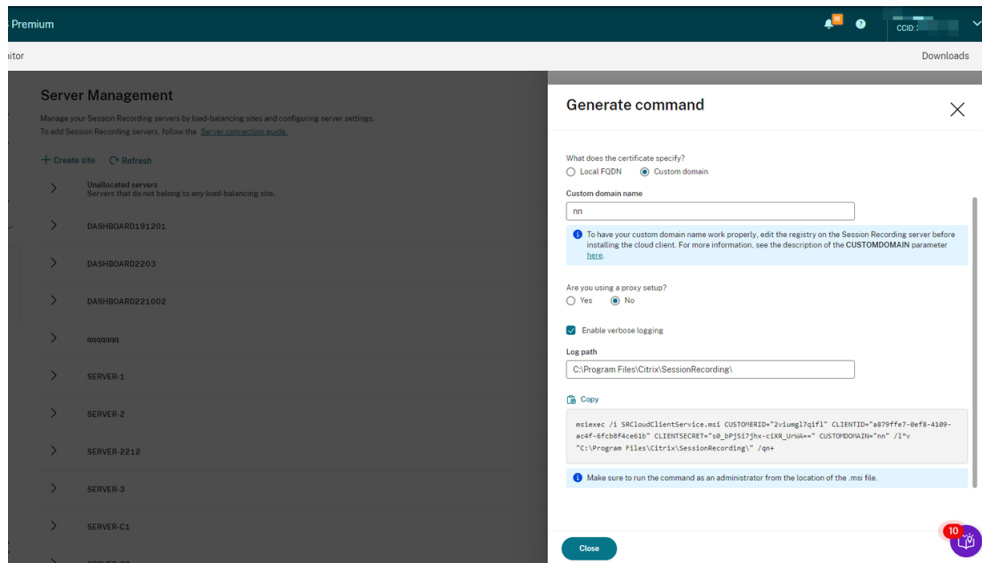 Premium
18
CCID:
nitor
Downloads
Server Management
Manage your Session Recording servers by load-balancing sites and configuring server settings.
To add Session Recording servers, follow the Server connection guide.
Create site Refresh
Unallocated servers
Servers that do not belong to any load-balancing site.
DASHBOARD191201
DASHBOARD2203
DASHBOARD221002
qqqqqqq
SERVER-1
SERVER-2
SERVER-2212
SERVER-3
SERVER-C1
Generate command
What does the certificate specify?
Local FQDN Custom domain
Custom domain name
nn
To have your custom domain name work properly, edit the registry on the Session Recording server before
installing the cloud client. For more information, see the description of the CUSTOMDOMAIN parameter
here.
Are you using a proxy setup?
Yes No
Enable verbose logging
Log path
C:\Program Files\Citrix\SessionRecording\
Copy
msiexec /i SRCloudClientService.msi CUSTOMERID="2viumgl7qifl" CLIENTID="a879ffe7-0ef8-4109-
ac4f-6fcb8f4ce61b" CLIENTSECRET="s0_bPjSi7jhx-ciXR_UrWA==" CUSTOMDOMAIN="nn" /l*v
"C:\Program Files\Citrix\SessionRecording\" /qn+
Make sure to run the command as an administrator from the location of the .msi file.
10
Close